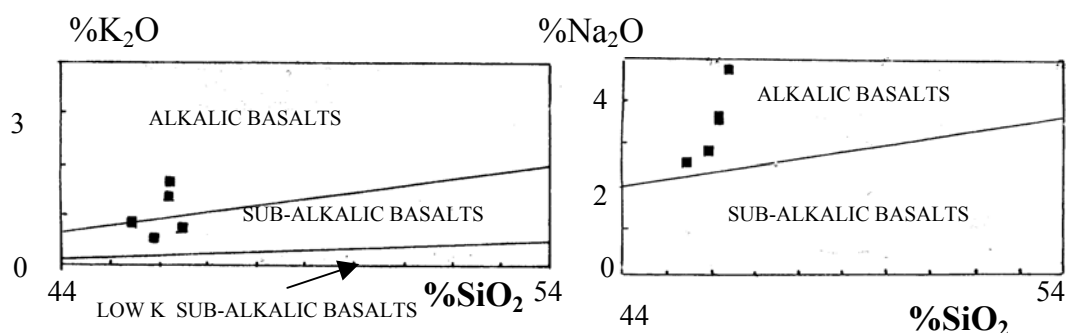 %K₂O
3
0
ALKALIC BASALTS
SUB-ALKALIC BASALTS
LOW K SUB-ALKALIC BASALTS
44
%SiO₂
54
%Na₂O
4
2
0
ALKALIC BASALTS
SUB-ALKALIC BASALTS
44
%SiO₂
54